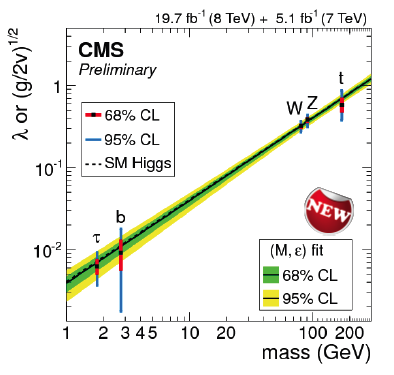 19.7 fb⁻¹ (8 TeV) + 5.1 fb⁻¹ (7 TeV)
CMS
Preliminary
68% CL
95% CL
SM Higgs
λ or (g/2v)^1/2
1
10⁻¹
10⁻²
t
W Z
b
τ
NEW
(M, ε) fit
68% CL
95% CL
1 2 3 4 5 10 20 100 200
mass (GeV)